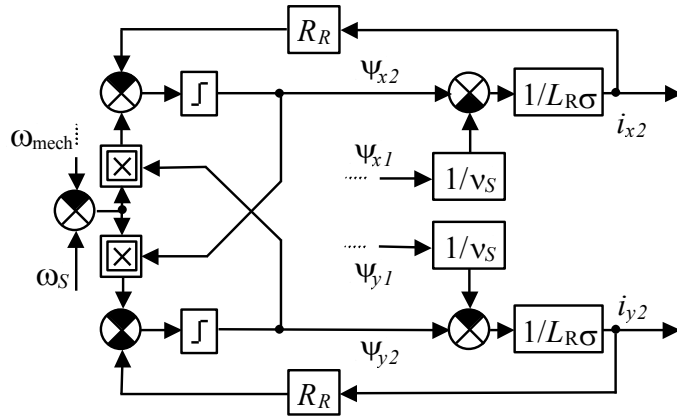 R_R
ψ_x2
1/L_Rσ
ω_mech
ψ_x1
i_x2
1/ν_S
1/ν_S
ω_S
ψ_y1
i_y2
1/L_Rσ
ψ_y2
R_R